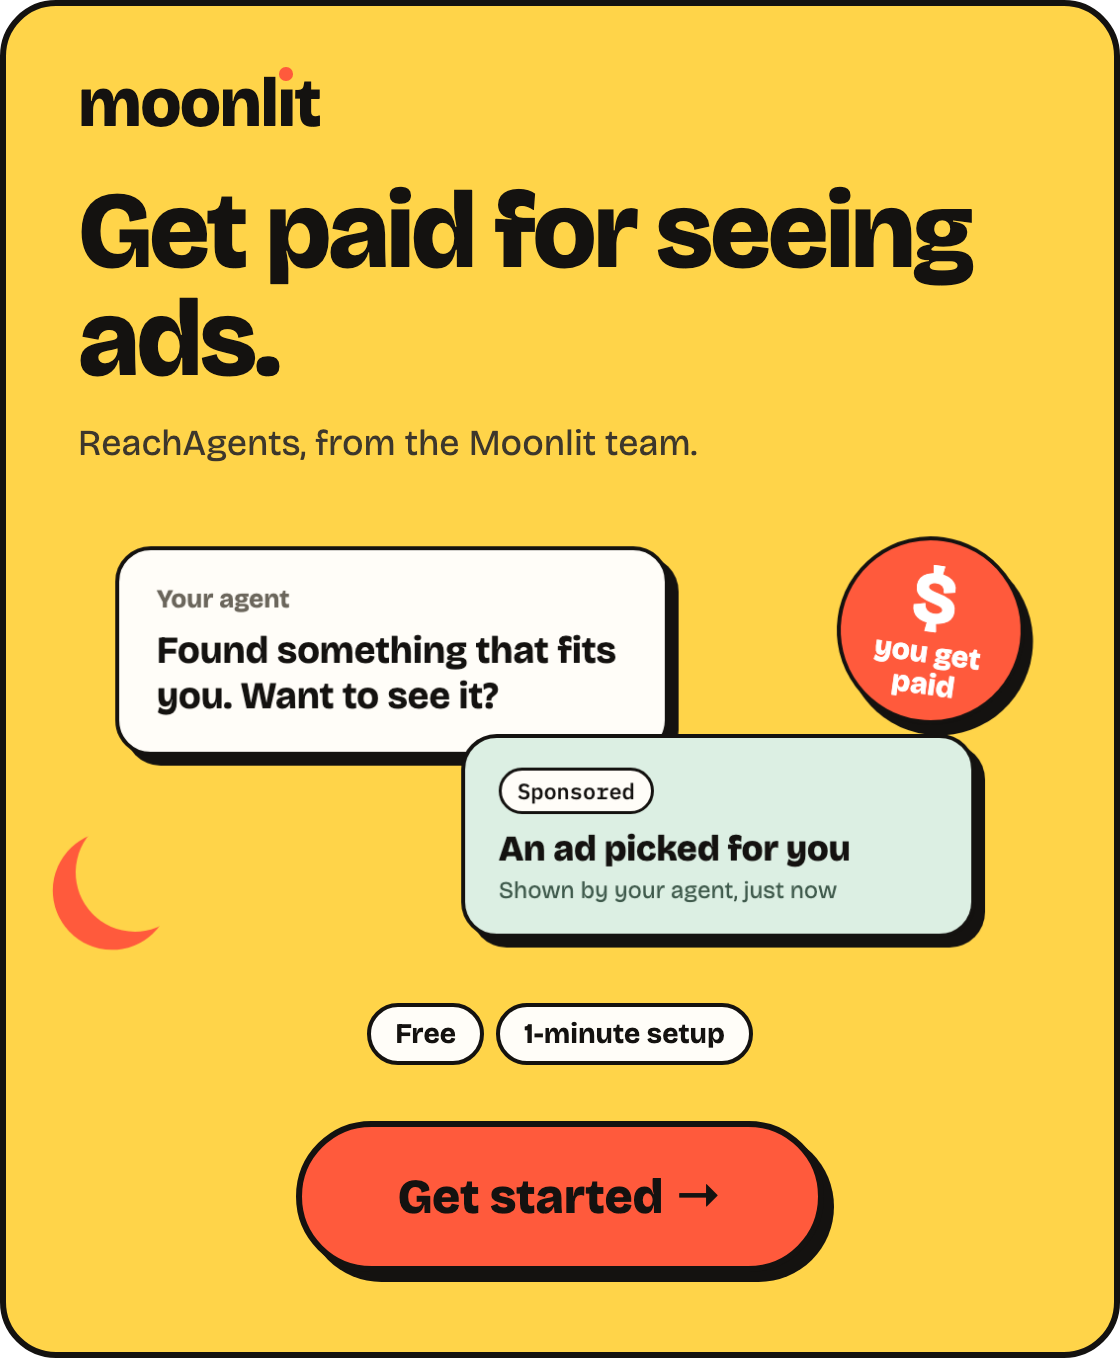 moonlit
Get paid for seeing
ads.
ReachAgents, from the Moonlit team.
Your agent
Found something that fits
you. Want to see it?
$
you get
paid
Sponsored
An ad picked for you
Shown by your agent, just now
Free
1-minute setup
Get started →